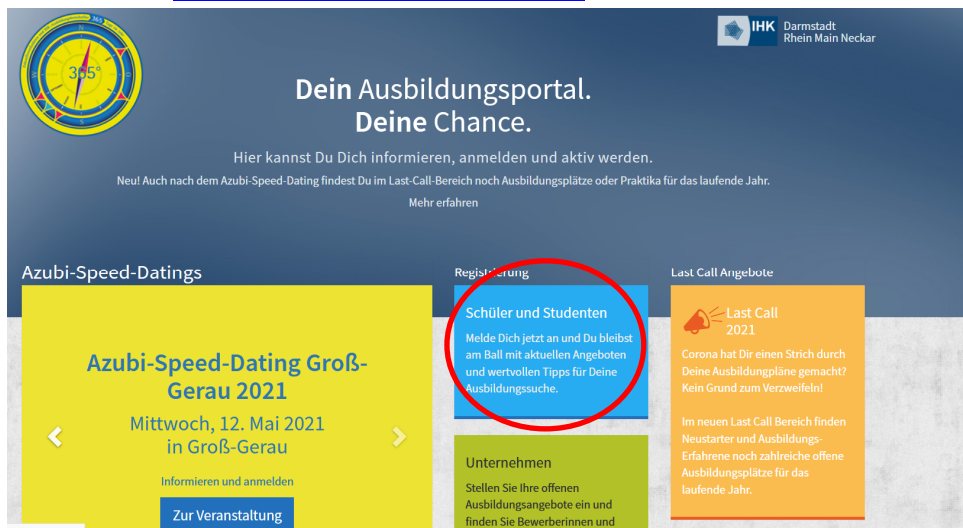 365°
IHK Darmstadt
Rhein Main Neckar
Dein Ausbildungsportal.
Deine Chance.
Hier kannst Du Dich informieren, anmelden und aktiv werden.
Neu! Auch nach dem Azubi-Speed-Dating findest Du im Last-Call-Bereich noch Ausbildungsplätze oder Praktika für das laufende Jahr.
Mehr erfahren
Azubi-Speed-Datings
Azubi-Speed-Dating Groß-
Gerau 2021
Mittwoch, 12. Mai 2021
in Groß-Gerau
Informieren und anmelden
Zur Veranstaltung
Registrierung
Schüler und Studenten
Melde Dich jetzt an und Du bleibst
am Ball mit aktuellen Angeboten
und wertvollen Tipps für Deine
Ausbildungssuche.
Unternehmen
Stellen Sie Ihre offenen
Ausbildungsangebote ein und
finden Sie Bewerberinnen und
Last Call Angebote
Last Call
2021
Corona hat Dir einen Strich durch
Deine Ausbildungpläne gemacht?
Kein Grund zum Verzweifeln!
Im neuen Last Call Bereich finden
Neustarter und Ausbildungs-
Erfahrene noch zahlreiche offene
Ausbildungsplätze für das
laufende Jahr.